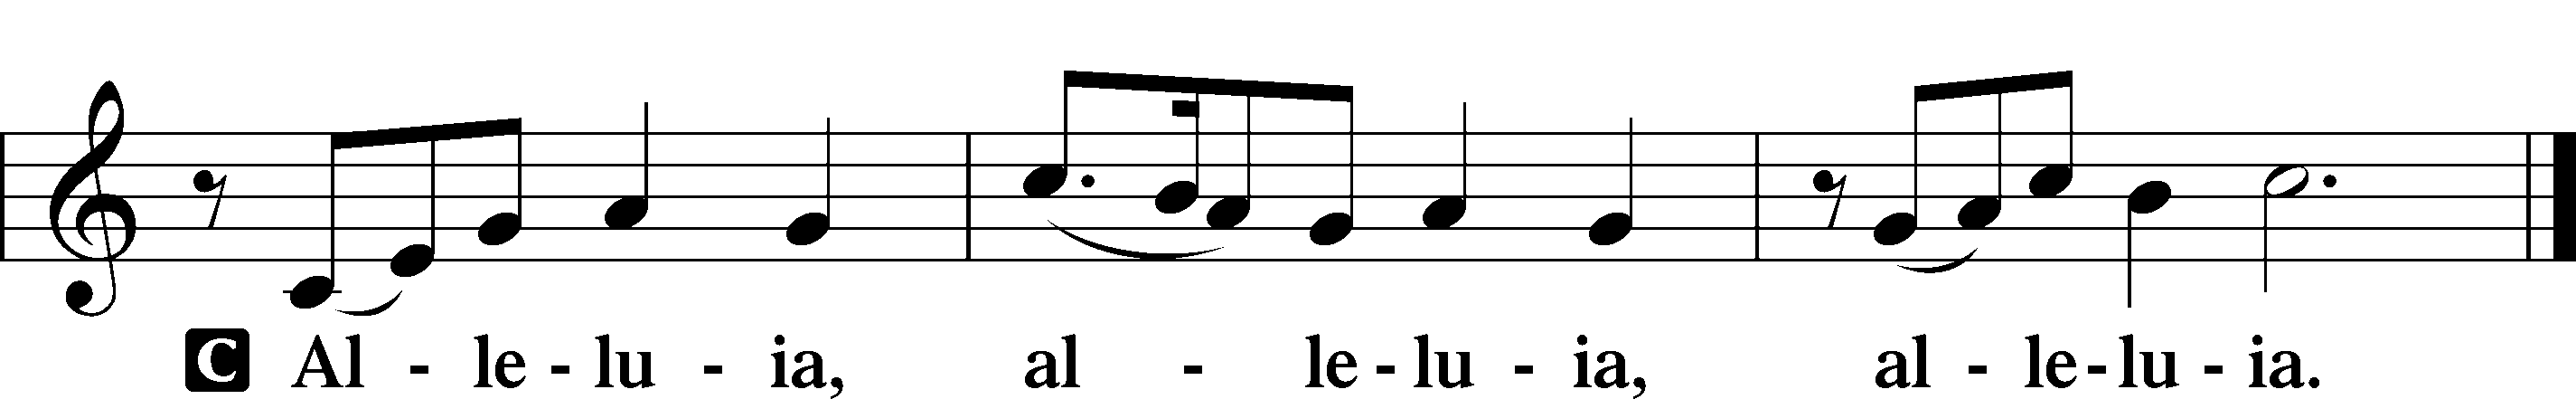 C Al - le - lu - ia, al - le - lu - ia, al - le - lu - ia.